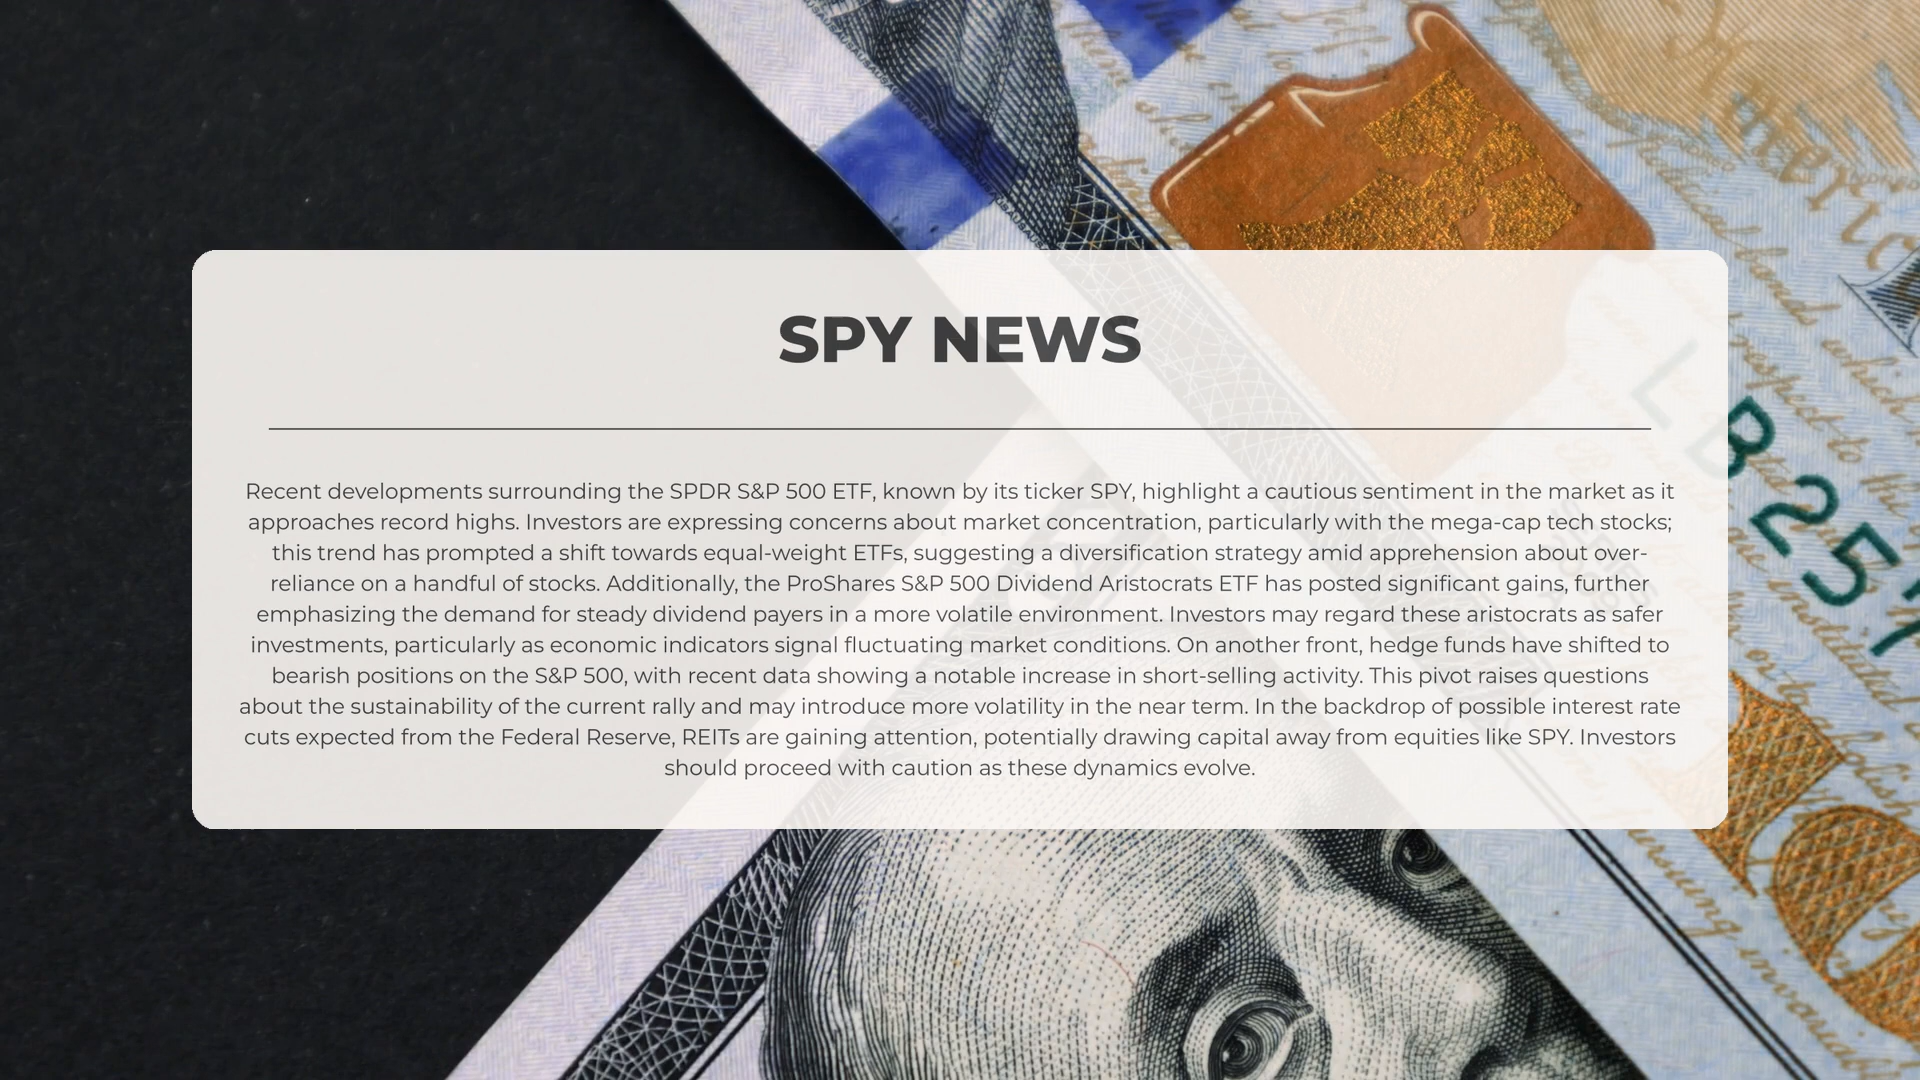 SPY NEWS
Recent developments surrounding the SPDR S&P 500 ETF, known by its ticker SPY, highlight a cautious sentiment in the market as it
approaches record highs. Investors are expressing concerns about market concentration, particularly with the mega-cap tech stocks;
this trend has prompted a shift towards equal-weight ETFs, suggesting a diversification strategy amid apprehension about over-
reliance on a handful of stocks. Additionally, the ProShares S&P 500 Dividend Aristocrats ETF has posted significant gains, further
emphasizing the demand for steady dividend payers in a more volatile environment. Investors may regard these aristocrats as safer
investments, particularly as economic indicators signal fluctuating market conditions. On another front, hedge funds have shifted to
bearish positions on the S&P 500, with recent data showing a notable increase in short-selling activity. This pivot raises questions
about the sustainability of the current rally and may introduce more volatility in the near term. In the backdrop of possible interest rate
cuts expected from the Federal Reserve, REITs are gaining attention, potentially drawing capital away from equities like SPY. Investors
should proceed with caution as these dynamics evolve.
LB257